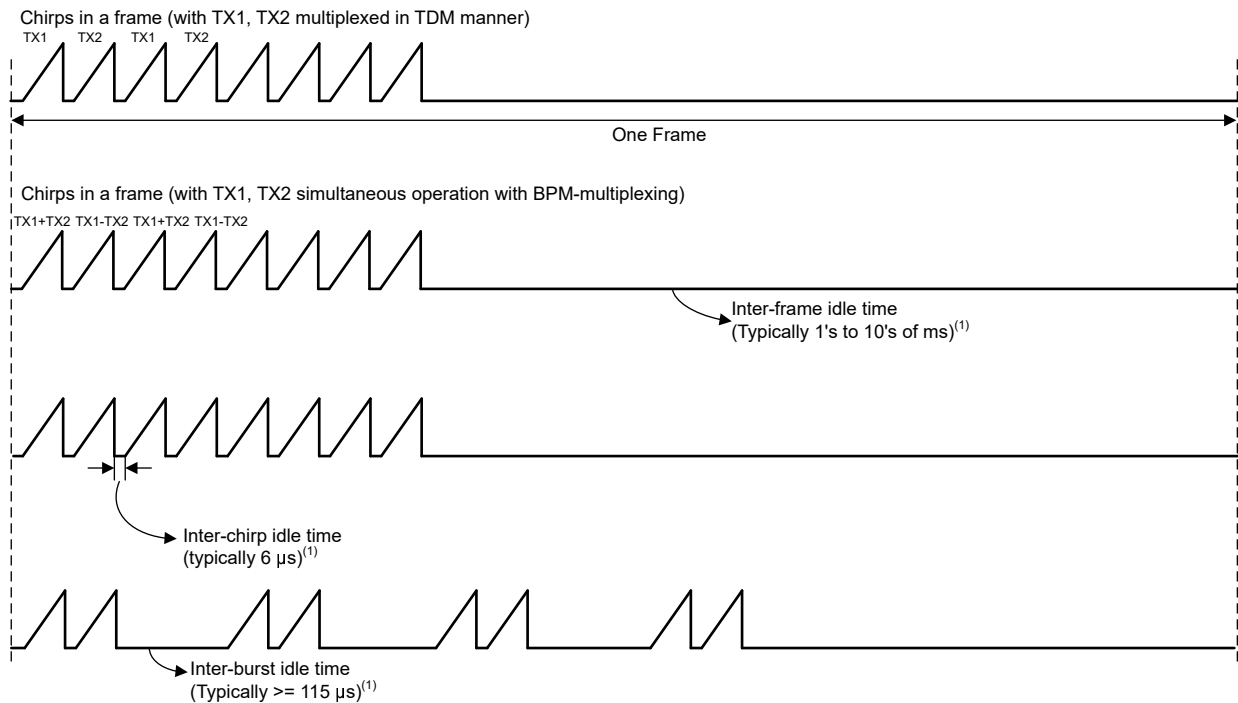 Chirps in a frame (with TX1, TX2 multiplexed in TDM manner)
TX1 TX2 TX1 TX2
One Frame
Chirps in a frame (with TX1, TX2 simultaneous operation with BPM-multiplexing)
TX1+TX2 TX1-TX2 TX1+TX2 TX1-TX2
Inter-frame idle time
(Typically 1's to 10's of ms)(1)
Inter-chirp idle time
(typically 6 µs)(1)
Inter-burst idle time
(Typically >= 115 µs)(1)